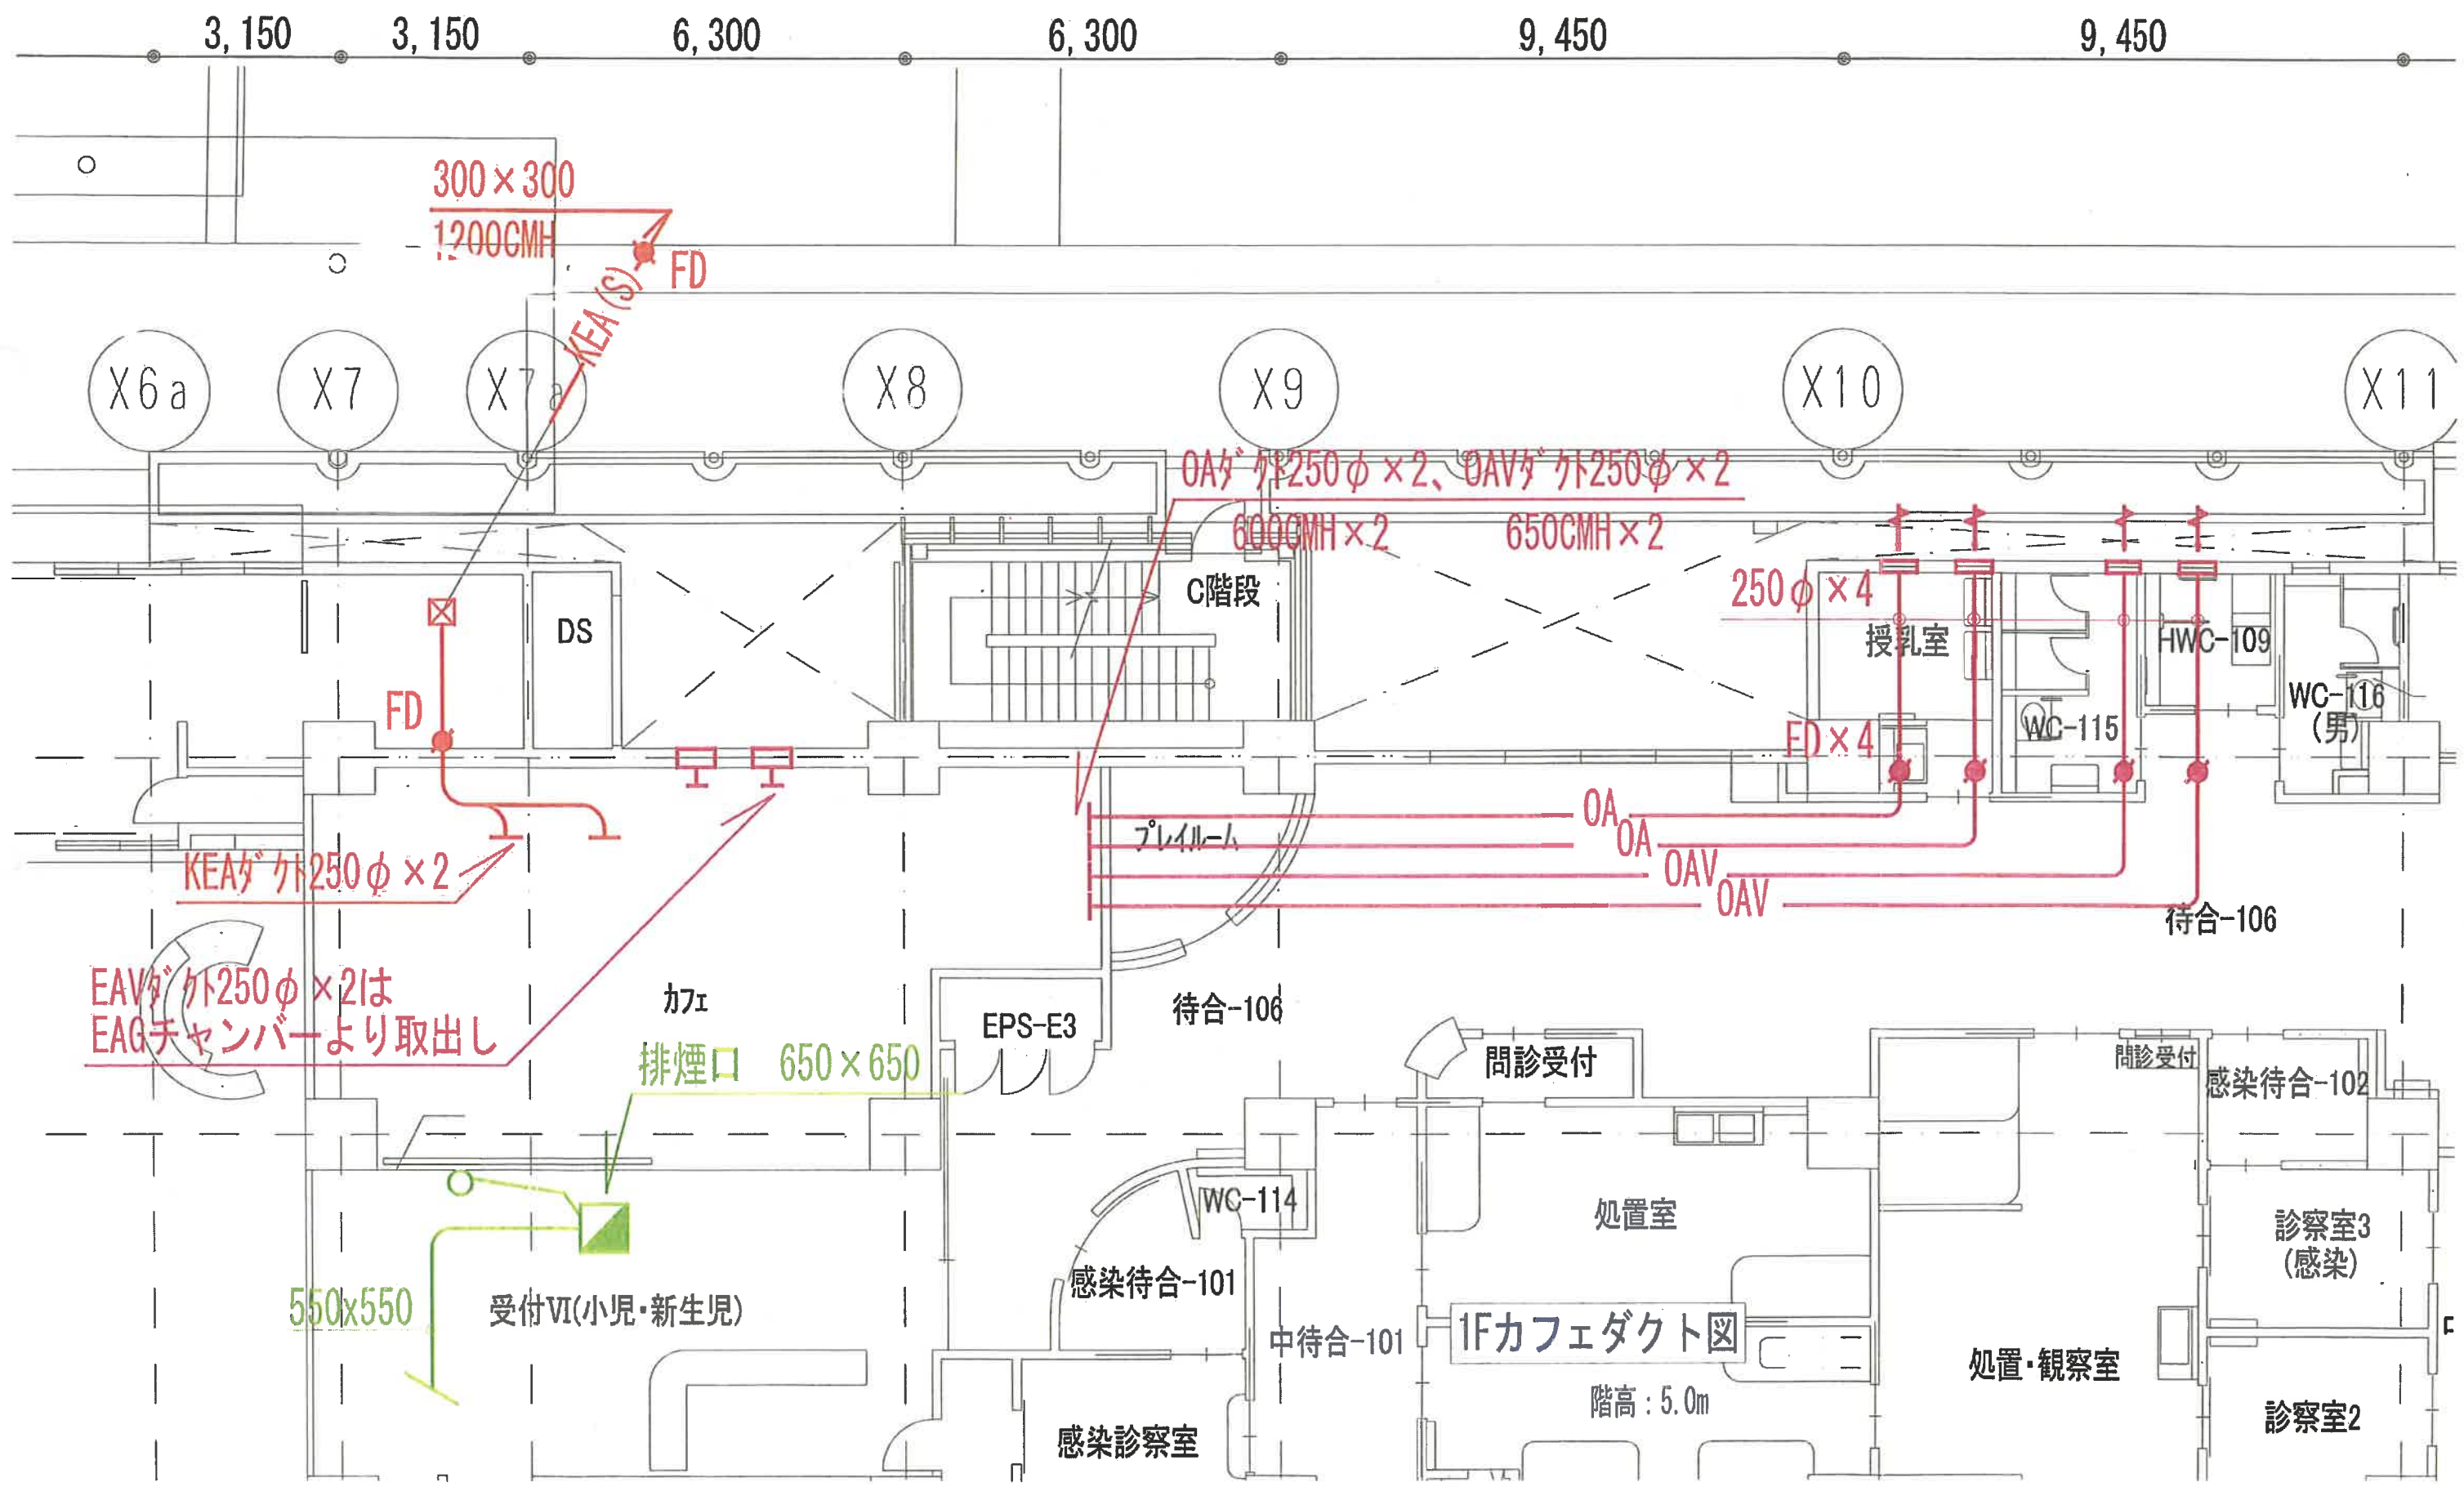 3,150
3,150
6,300
6,300
9,450
9,450
300×300
1200CMH
FD
KEA(S)
X6a
X7
X7a
X8
X9
X10
X11
OAダクト250φ×2、OAVダクト250φ×2
600CMH×2
650CMH×2
C階段
250φ×4
DS
授乳室
HWC-109
WC-116
(男)
WC-115
FD
FD×4
プレイルーム
OA
OA
OAV
OAV
KEAダクト250φ×2
待合-106
EAVダクト250φ×2は
EAGチャンバーより取出し
カフェ
EPS-E3
待合-106
排煙口 650×650
問診受付
問診受付
感染待合-102
WC-114
処置室
診察室3
(感染)
感染待合-101
550x550
受付Ⅵ(小児・新生児)
中待合-101
1Fカフェダクト図
階高:5.0m
処置・観察室
感染診察室
診察室2